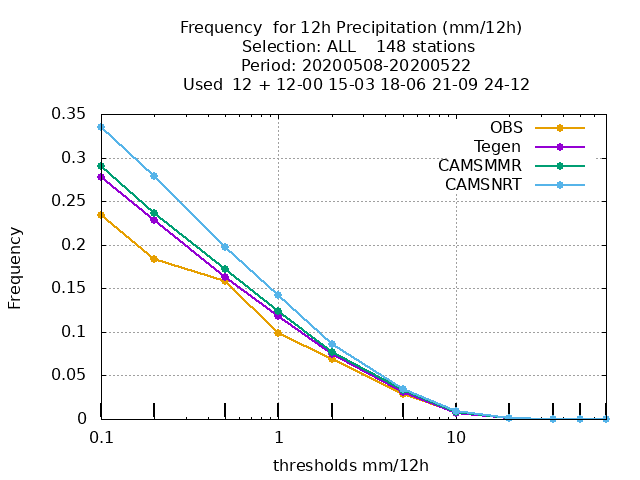 Frequency  for 12h Precipitation (mm/12h)
Selection: ALL    148 stations
Period: 20200508-20200522
Used  12 + 12-00 15-03 18-06 21-09 24-12
0.35
0.3
0.25
0.2
0.15
0.1
0.05
0
Frequency
OBS
Tegen
CAMSMMR
CAMSNRT
0.1
1
10
thresholds mm/12h